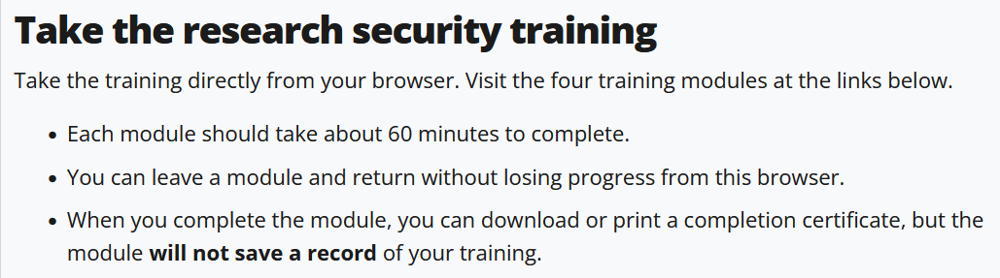 Take the research security training
Take the training directly from your browser. Visit the four training modules at the links below.
• Each module should take about 60 minutes to complete.
• You can leave a module and return without losing progress from this browser.
• When you complete the module, you can download or print a completion certificate, but the
module will not save a record of your training.